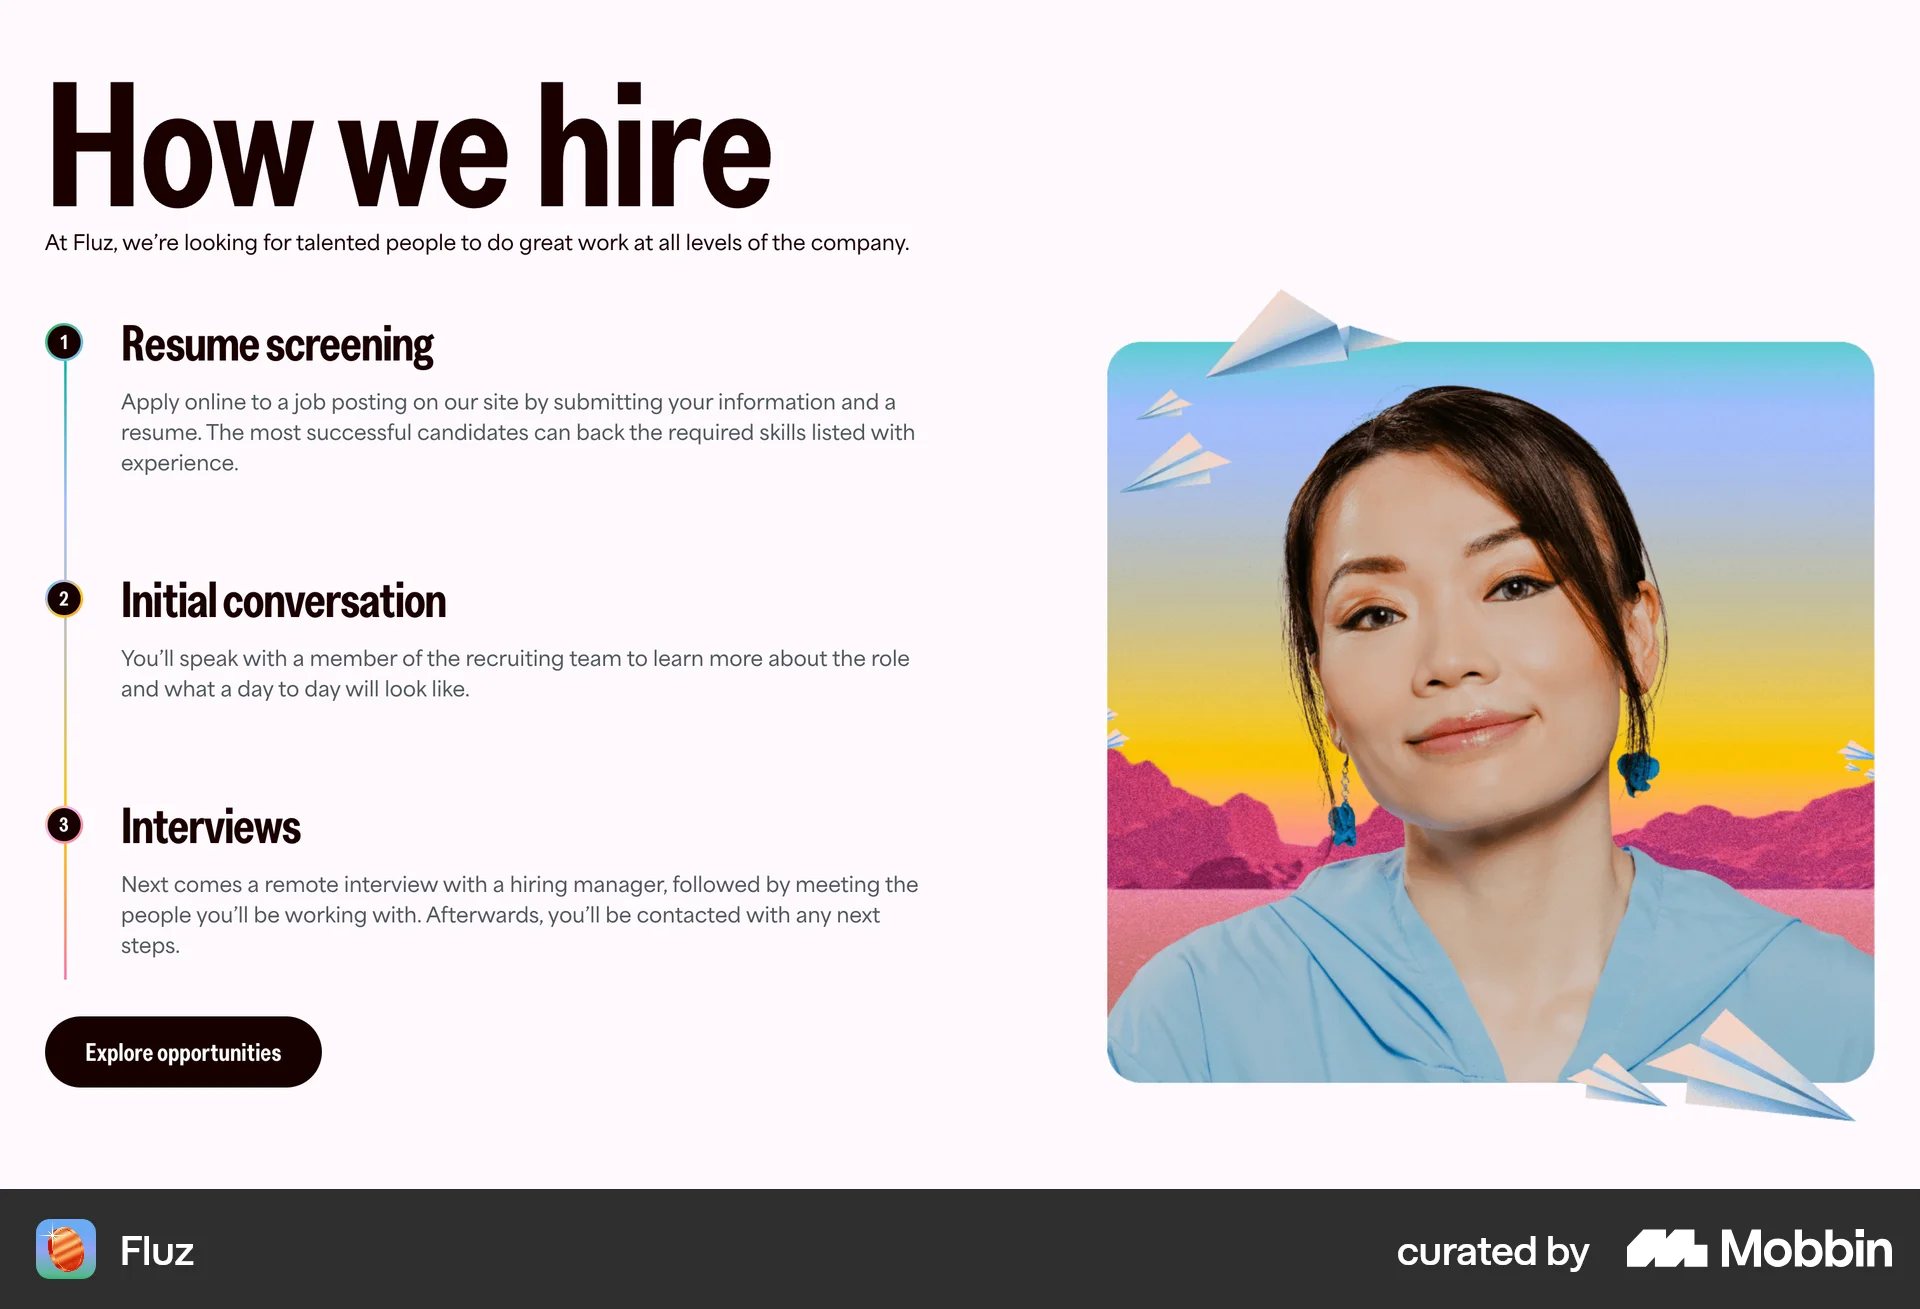 How we hire
At Fluz, we’re looking for talented people to do great work at all levels of the company.
1
Resume screening
Apply online to a job posting on our site by submitting your information and a
resume. The most successful candidates can back the required skills listed with
experience.
2
Initial conversation
You’ll speak with a member of the recruiting team to learn more about the role
and what a day to day will look like.
3
Interviews
Next comes a remote interview with a hiring manager, followed by meeting the
people you’ll be working with. Afterwards, you’ll be contacted with any next
steps.
Explore opportunities
Fluz
curated by
Mobbin